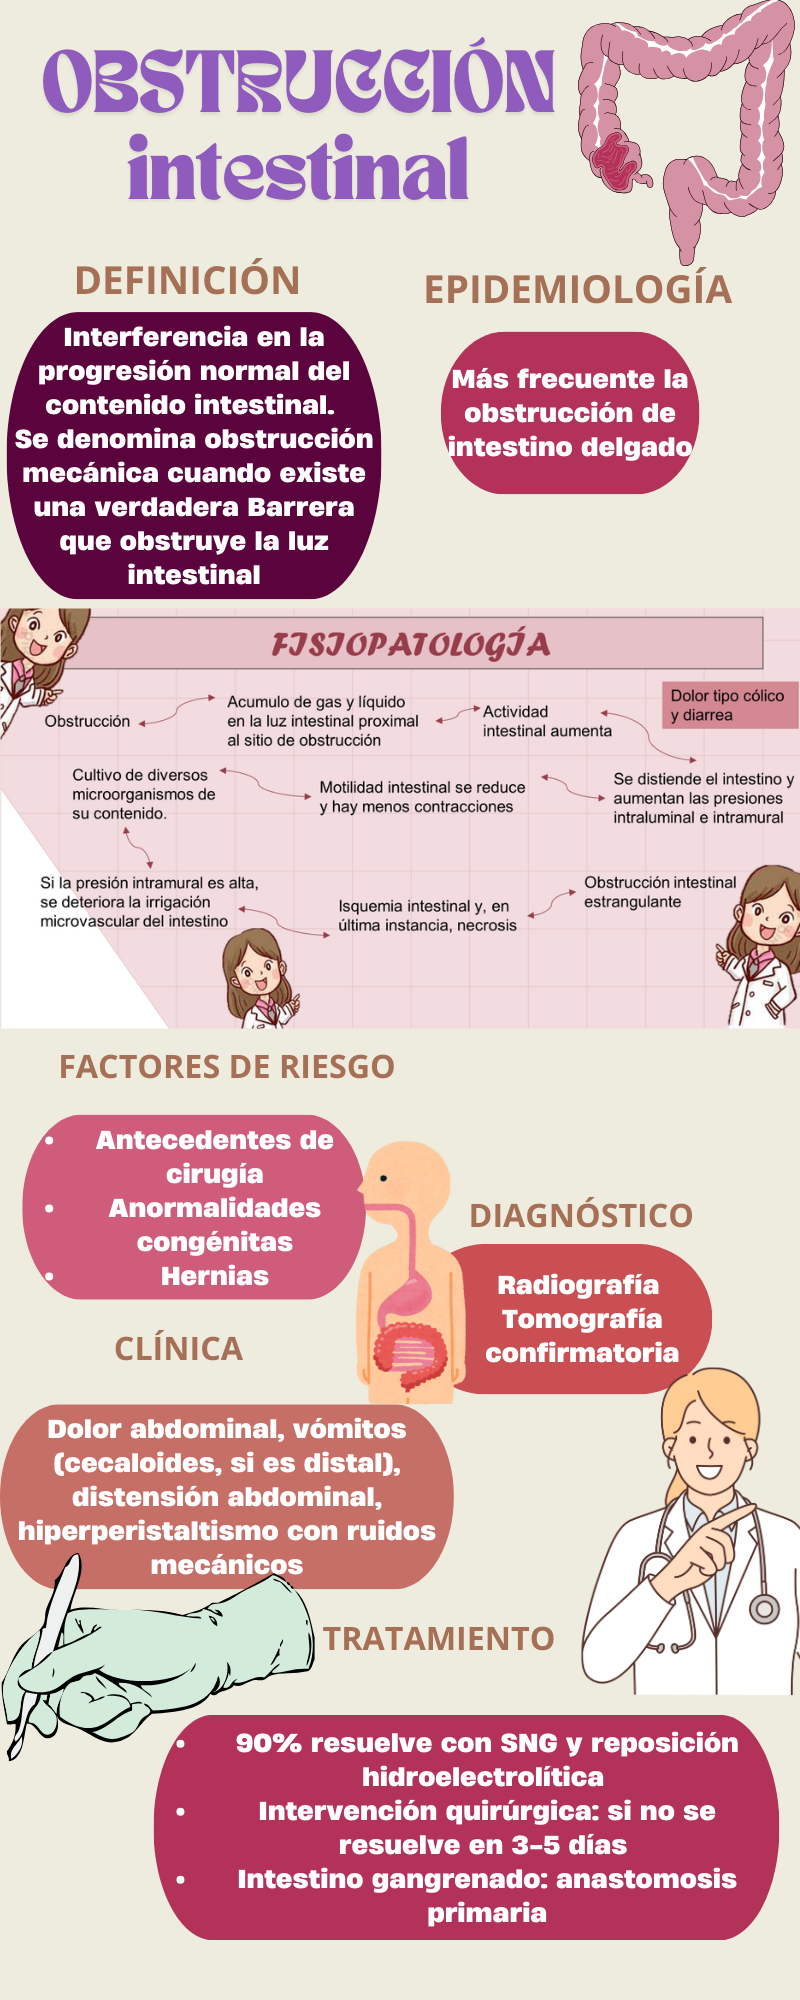 OBSTRUCCIÓN
intestinal
DEFINICIÓN
Interferencia en la
progresión normal del
contenido intestinal.
Se denomina obstrucción
mecánica cuando existe
una verdadera Barrera
que obstruye la luz
intestinal
EPIDEMIOLOGÍA
Más frecuente la
obstrucción de
intestino delgado
FISIOPATOLOGÍA
Obstrucción
Acumulo de gas y líquido
en la luz intestinal proximal
al sitio de obstrucción
Actividad
intestinal aumenta
Dolor tipo cólico
y diarrea
Se distiende el intestino y
aumentan las presiones
intraluminal e intramural
Motilidad intestinal se reduce
y hay menos contracciones
Cultivo de diversos
microorganismos de
su contenido.
Si la presión intramural es alta,
se deteriora la irrigación
microvascular del intestino
Isquemia intestinal y, en
última instancia, necrosis
Obstrucción intestinal
estrangulante
FACTORES DE RIESGO
• Antecedentes de
cirugía
• Anormalidades
congénitas
• Hernias
DIAGNÓSTICO
Radiografía
Tomografía
confirmatoria
CLÍNICA
Dolor abdominal, vómitos
(cecaloides, si es distal),
distensión abdominal,
hiperperistaltismo con ruidos
mecánicos
TRATAMIENTO
• 90% resuelve con SNG y reposición
hidroelectrolítica
• Intervención quirúrgica: si no se
resuelve en 3-5 días
• Intestino gangrenado: anastomosis
primaria